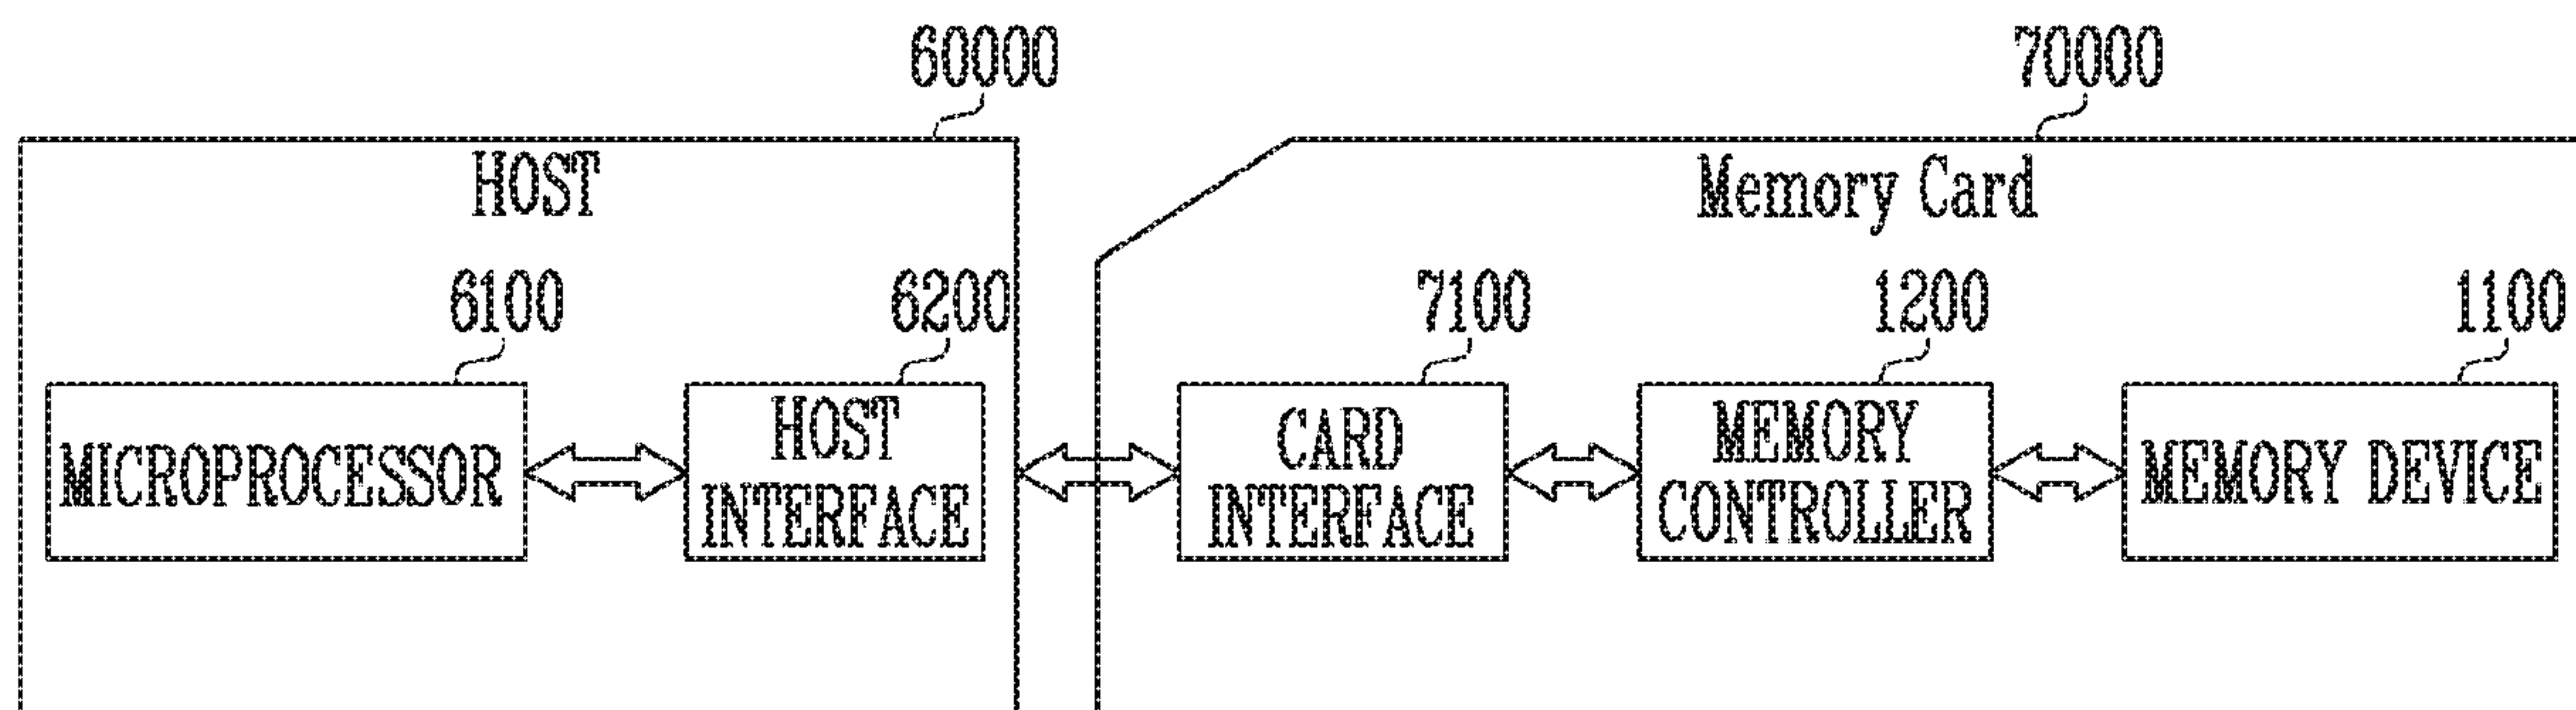 60000
70000
HOST
Memory Card
6100
6200
7100
1200
1100
MICROPROCESSOR
HOST
INTERFACE
CARD
INTERFACE
MEMORY
CONTROLLER
MEMORY DEVICE